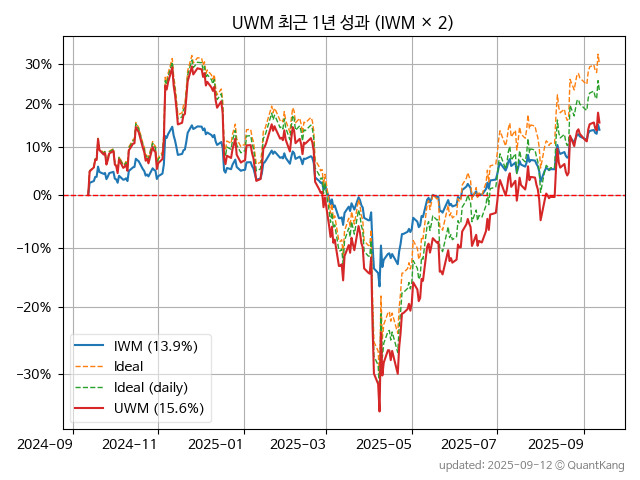 UWM 최근 1년 성과 (IWM × 2)
30%
20%
10%
0%
−10%
−20%
−30%
IWM (13.9%)
Ideal
Ideal (daily)
UWM (15.6%)
2024-09
2024-11
2025-01
2025-03
2025-05
2025-07
2025-09
updated: 2025-09-12 © QuantKang